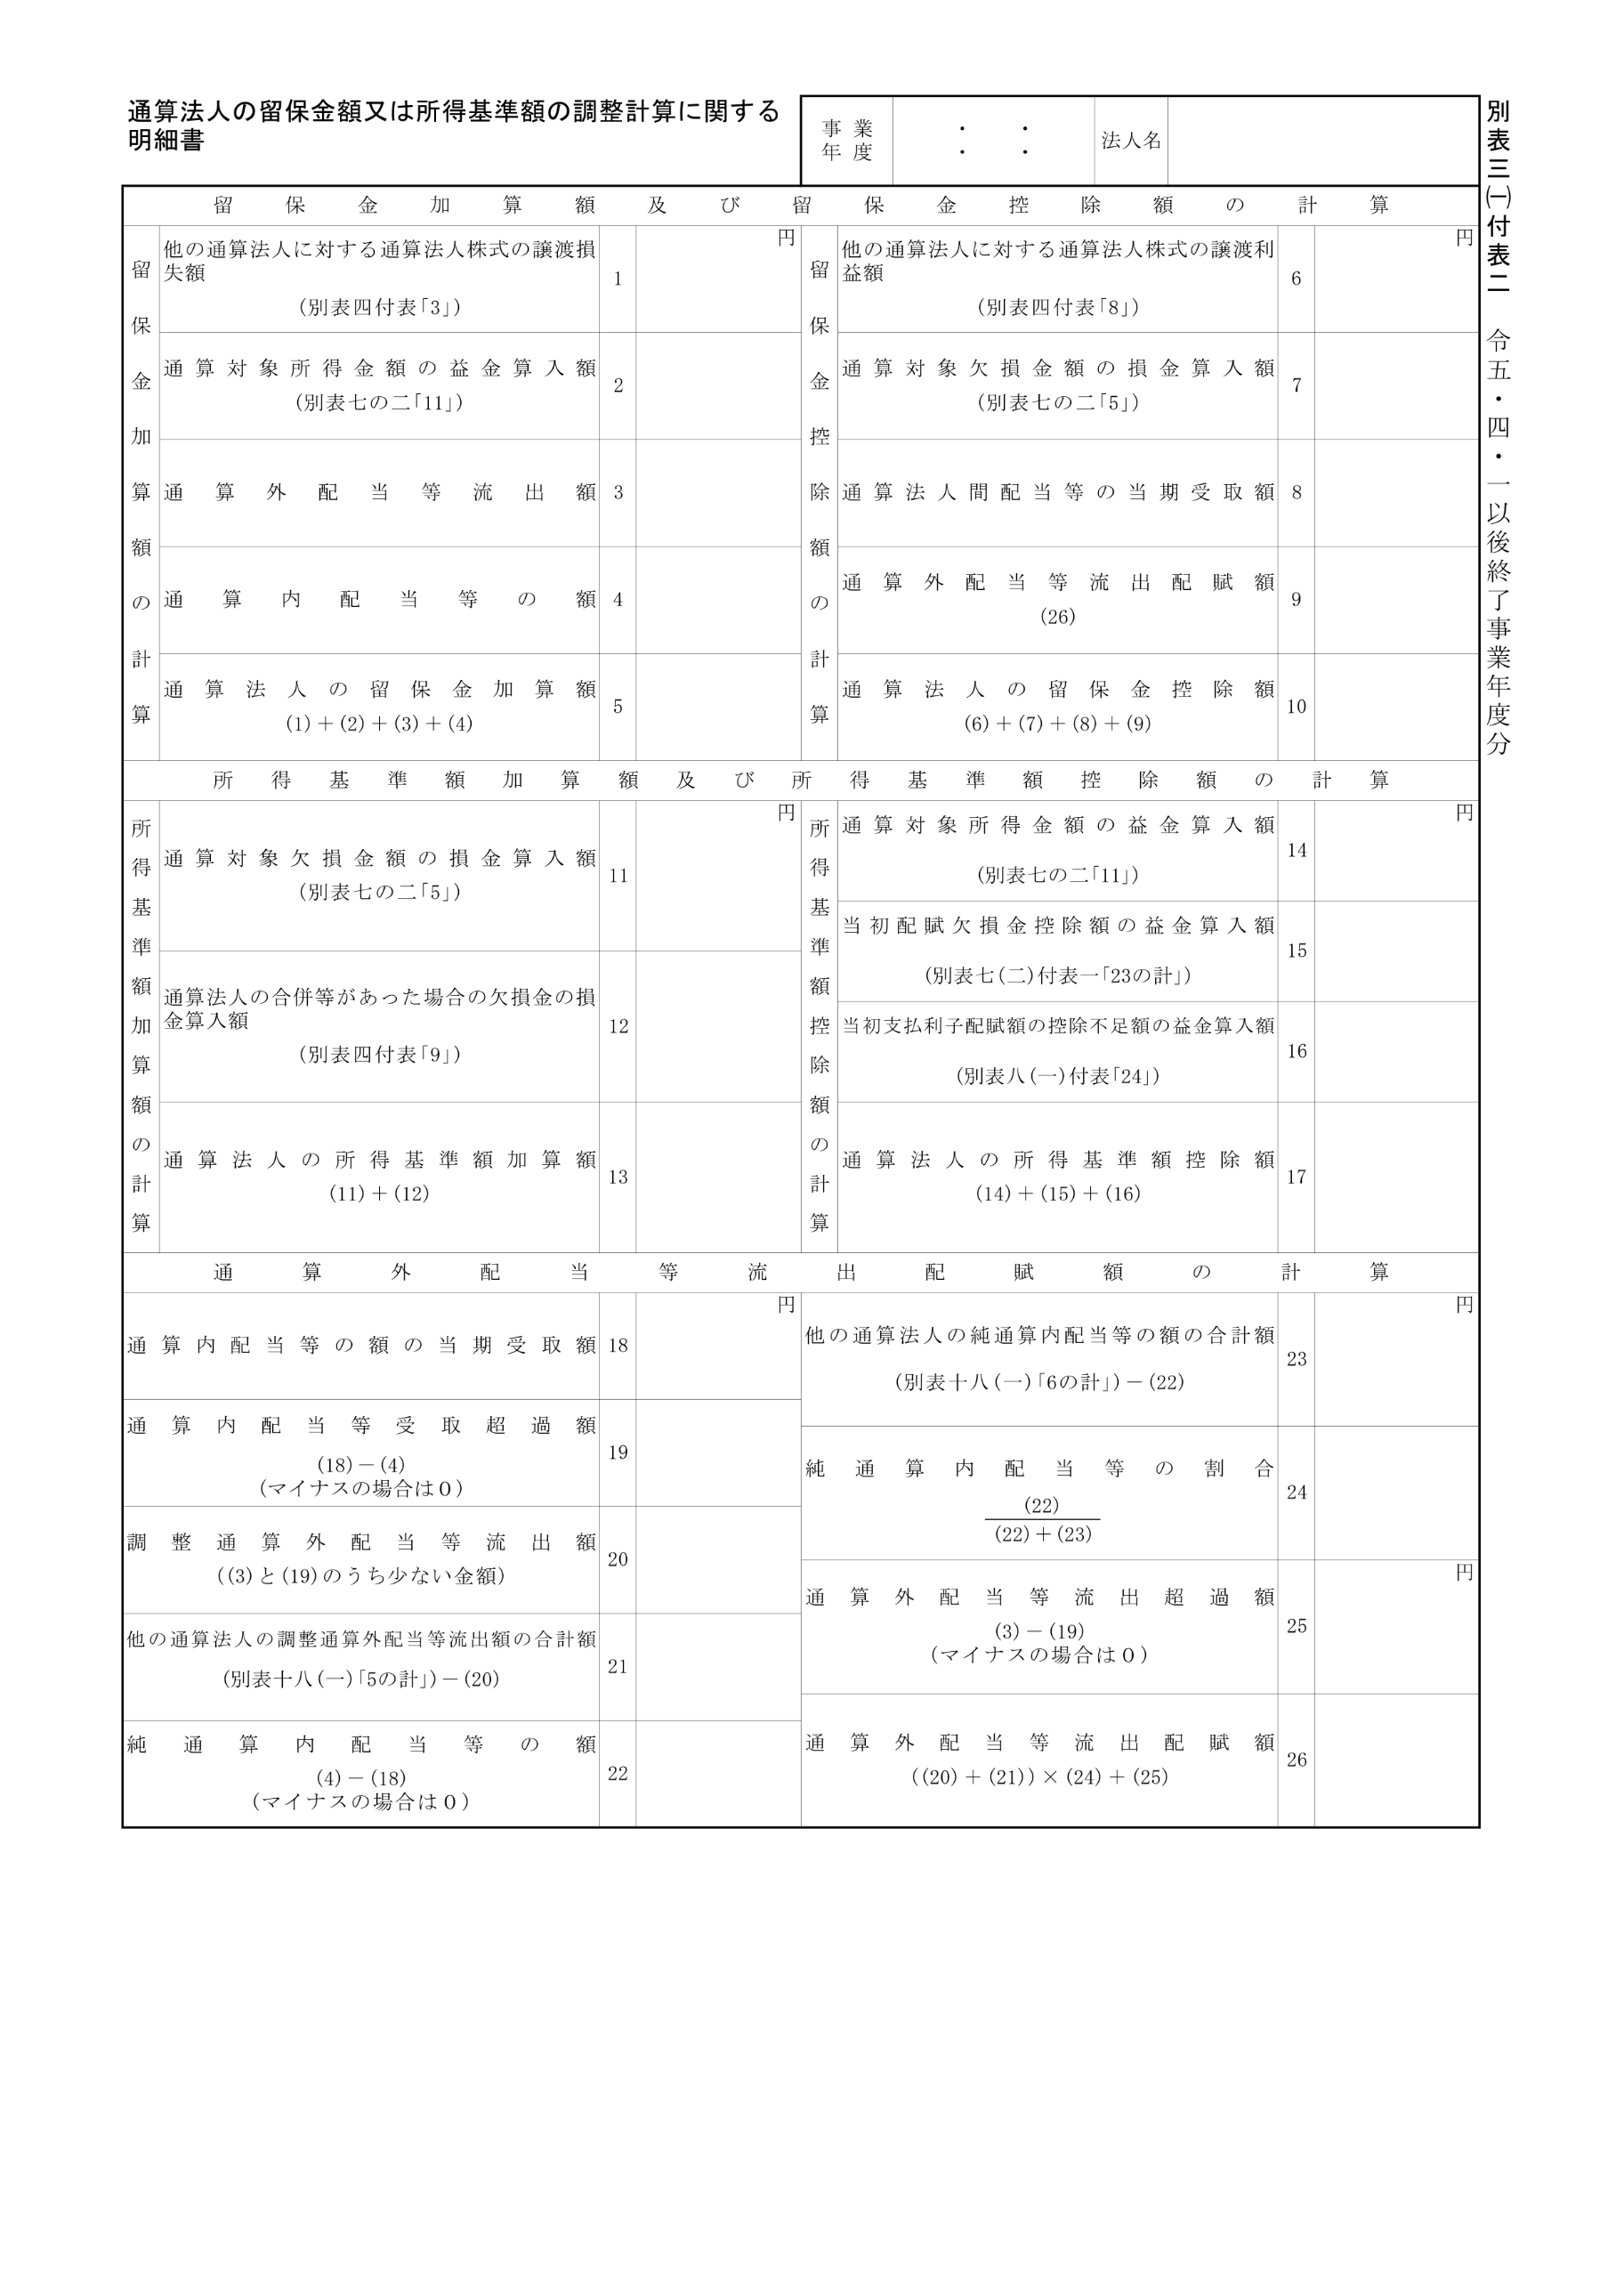 通算法人の留保金額又は所得基準額の調整計算に関する
明細書
事業
年度
・ ・
・ ・
法人名
別表三㈠付表二 令五・四・一以後終了事業年度分
留保金加算額及び留保金控除額の計算
留保金加算額の計算
他の通算法人に対する通算法人株式の譲渡損
失額
(別表四付表「3」)
1
円
通算対象所得金額の益金算入額
(別表七の二「11」)
2
通算外配当等流出額
3
通算内配当等の額
4
通算法人の留保金加算額
(1)+(2)+(3)+(4)
5
留保金控除額の計算
他の通算法人に対する通算法人株式の譲渡利
益額
(別表四付表「8」)
6
円
通算対象欠損金額の損金算入額
(別表七の二「5」)
7
通算法人間配当等の当期受取額
8
通算外配当等流出配賦額
(26)
9
通算法人の留保金控除額
(6)+(7)+(8)+(9)
10
所得基準額加算額及び所得基準額控除額の計算
所得基準額加算額の計算
通算対象欠損金額の損金算入額
(別表七の二「5」)
11
円
通算法人の合併等があった場合の欠損金の損
金算入額
(別表四付表「9」)
12
通算法人の所得基準額加算額
(11)+(12)
13
所得基準額控除額の計算
通算対象所得金額の益金算入額
(別表七の二「11」)
14
円
当初配賦欠損金控除額の益金算入額
(別表七(二)付表一「23の計」)
15
当初支払利子配賦額の控除不足額の益金算入額
(別表八(一)付表「24」)
16
通算法人の所得基準額控除額
(14)+(15)+(16)
17
通算外配当等流出配賦額の計算
通算内配当等の額の当期受取額
18
円
通算内配当等受取超過額
(18)-(4)
(マイナスの場合は0)
19
調整通算外配当等流出額
((3)と(19)のうち少ない金額)
20
他の通算法人の調整通算外配当等流出額の合計額
(別表十八(一)「5の計」)-(20)
21
純通算内配当等の額
(4)-(18)
(マイナスの場合は0)
22
他の通算法人の純通算内配当等の額の合計額
(別表十八(一)「6の計」)-(22)
23
円
純通算内配当等の割合
(22)
(22)+(23)
24
通算外配当等流出超過額
(3)-(19)
(マイナスの場合は0)
25
円
通算外配当等流出配賦額
((20)+(21))×(24)+(25)
26